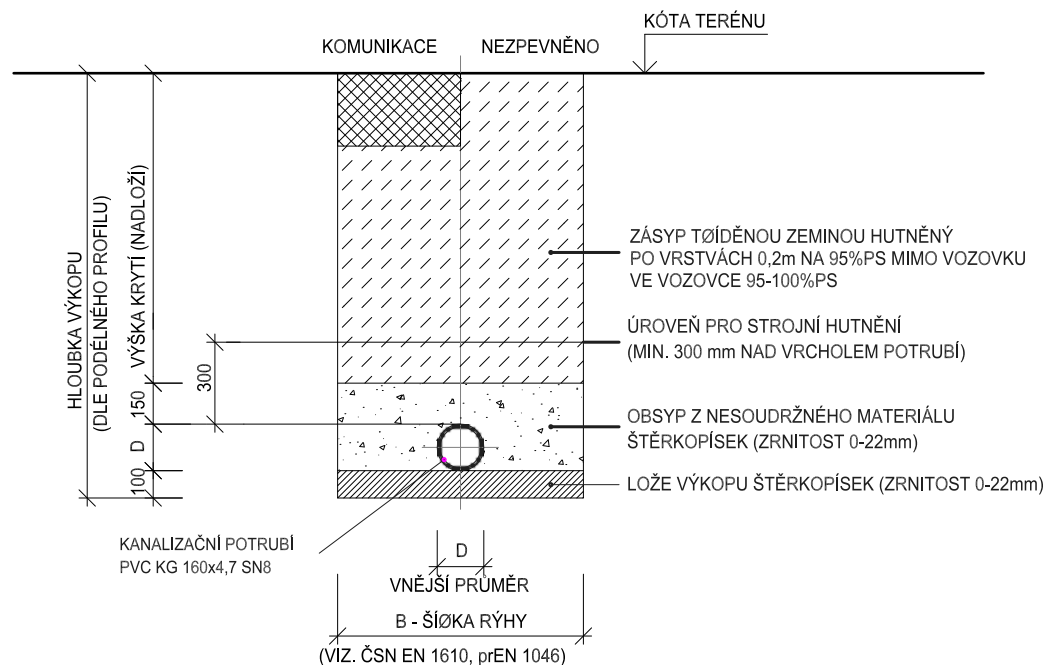 KÓTA TERÉNU
KOMUNIKACE
NEZPEVNĚNO
HLOUBKA VÝKOPU
(DLE PODÉLNÉHO PROFILU)
VÝŠKA KRYTÍ (NADLOŽÍ)
150
D
100
300
ZÁSYP TØÍDĚNOU ZEMINOU HUTNĚNÝ
PO VRSTVÁCH 0,2m NA 95%PS MIMO VOZOVKU
VE VOZOVCE 95-100%PS
ÚROVEŇ PRO STROJNÍ HUTNĚNÍ
(MIN. 300 mm NAD VRCHOLEM POTRUBÍ)
OBSYP Z NESOUDRŽNÉHO MATERIÁLU
ŠTĚRKOPÍSEK (ZRNITOST 0-22mm)
LOŽE VÝKOPU ŠTĚRKOPÍSEK (ZRNITOST 0-22mm)
KANALIZAČNÍ POTRUBÍ
PVC KG 160x4,7 SN8
D
VNĚJŠÍ PRŮMĚR
B - ŠÍØKA RÝHY
(VIZ. ČSN EN 1610, prEN 1046)